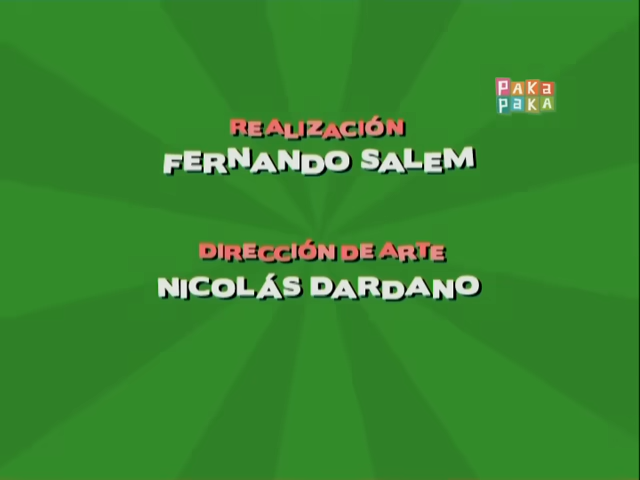 PAKA
PAKA
REALIZACIÓN
FERNANDO SALEM
DIRECCIÓN DE ARTE
NICOLÁS DARDANO